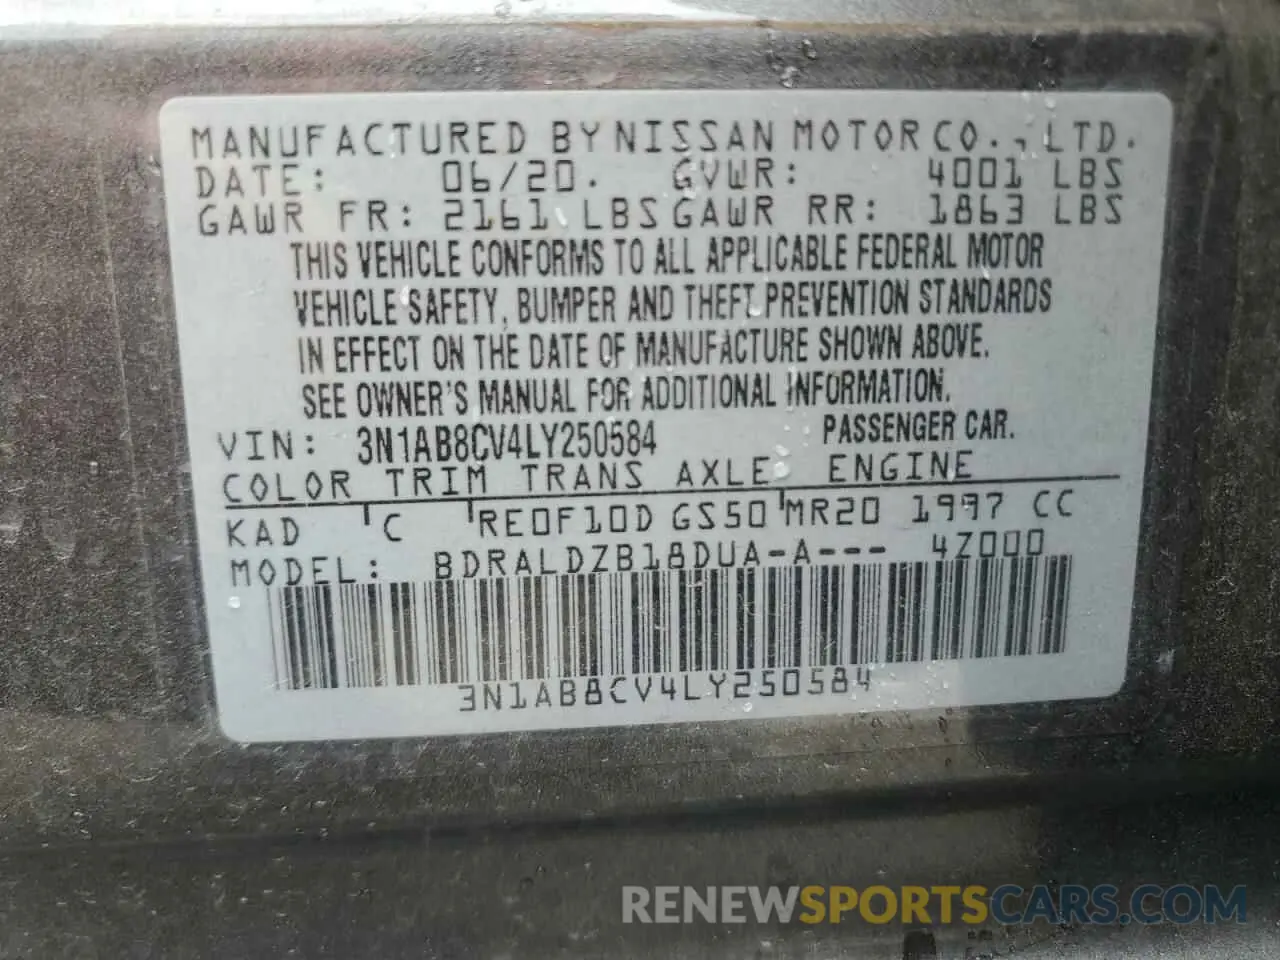 MANUFACTURED BY NISSAN MOTOR CO., LTD.
DATE: 06/20. GVWR: 4001 LBS
GAWR FR: 2161 LBS GAWR RR: 1863 LBS
THIS VEHICLE CONFORMS TO ALL APPLICABLE FEDERAL MOTOR
VEHICLE SAFETY, BUMPER AND THEFT PREVENTION STANDARDS
IN EFFECT ON THE DATE OF MANUFACTURE SHOWN ABOVE.
SEE OWNER'S MANUAL FOR ADDITIONAL INFORMATION.
VIN: 3N1AB8CV4LY250584 PASSENGER CAR.
COLOR TRIM TRANS AXLE ENGINE
KAD C RE0F10D GS50 MR20 1997 CC
MODEL: BDRALDZB18DUA-A--- 4Z000
3N1AB8CV4LY250584
RENEWSPORTSCARS.COM